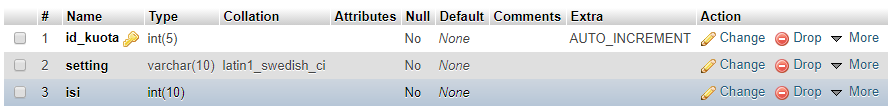 # Name Type Collation Attributes Null Default Comments Extra Action
1 id_kuota int(5) No None AUTO_INCREMENT Change Drop More
2 setting varchar(10) latin1_swedish_ci No None Change Drop More
3 isi int(10) No None Change Drop More